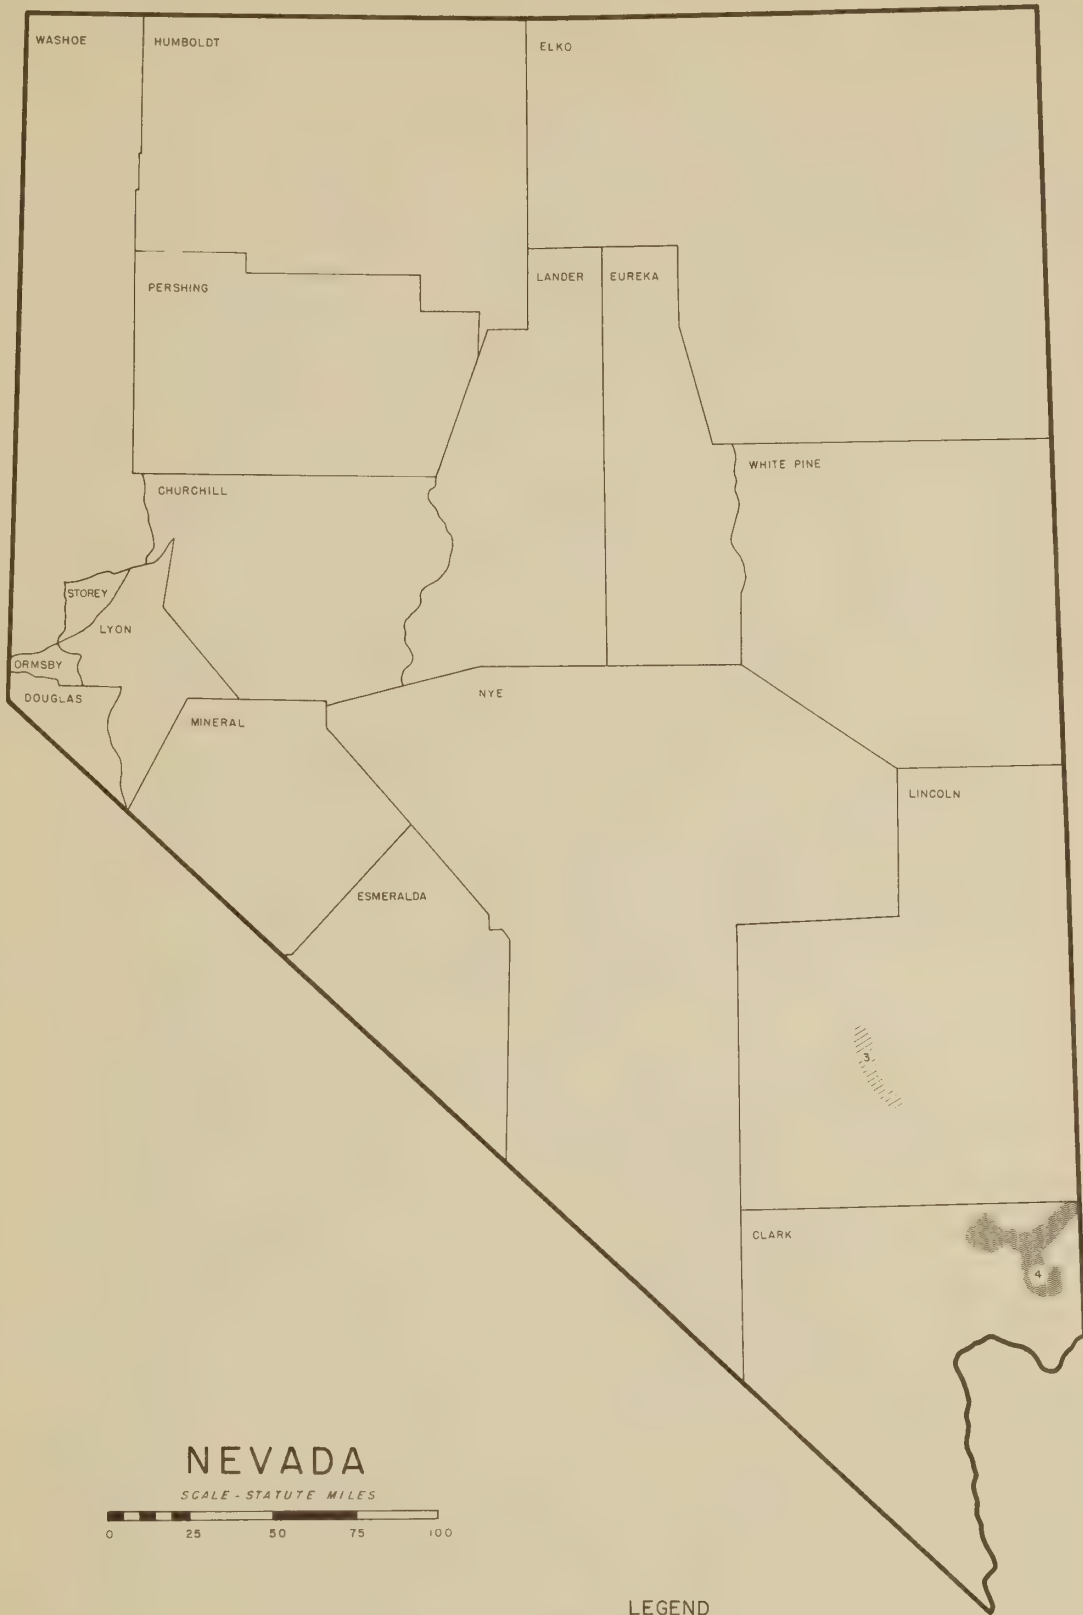 WASHOE
HUMBOLDT
ELKO
LANDER
EUREKA
PERSHING
WHITE PINE
CHURCHILL
STOREY
LYON
ORMSBY
DOUGLAS
NYE
MINERAL
LINCOLN
ESMERALDA
3
CLARK
4
NEVADA
SCALE - STATUTE MILES
0 25 50 75 100
LEGEND